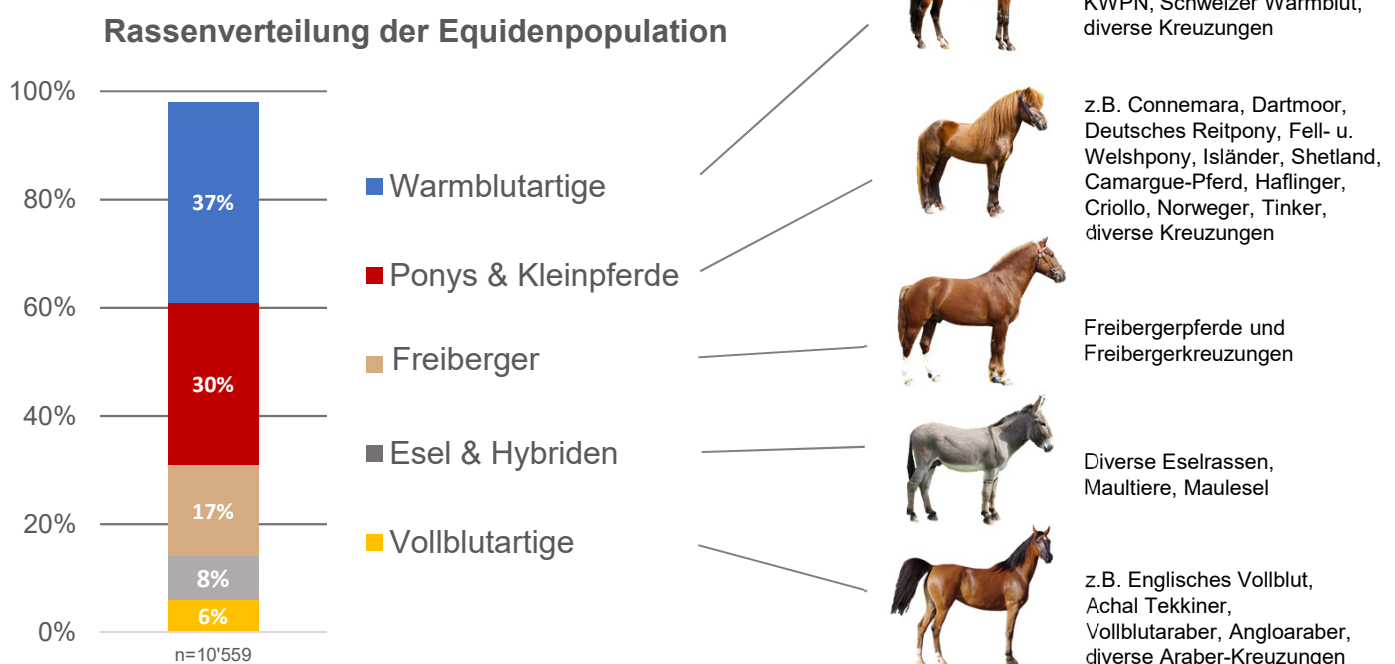 KWPN, Schweizer Warmblut,
diverse Kreuzungen
Rassenverteilung der Equidenpopulation
100%
80%
60%
40%
20%
0%
37%
30%
17%
8%
6%
n=10'559
Warmblutartige
Ponys & Kleinpferde
Freiberger
Esel & Hybriden
Vollblutartige
z.B. Connemara, Dartmoor,
Deutsches Reitpony, Fell- u.
Welshpony, Isländer, Shetland,
Camargue-Pferd, Haflinger,
Criollo, Norweger, Tinker,
diverse Kreuzungen
Freibergerpferde und
Freibergerkreuzungen
Diverse Eselrassen,
Maultiere, Maulesel
z.B. Englisches Vollblut,
Achal Tekkiner,
Vollblutaraber, Angloaraber,
diverse Araber-Kreuzungen